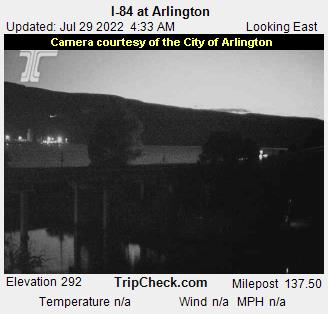 I-84 at Arlington
Updated: Jul 29 2022 4:33 AM Looking East
Camera courtesy of the City of Arlington
Elevation 292 TripCheck.com Milepost 137.50
Temperature n/a Wind n/a MPH n/a